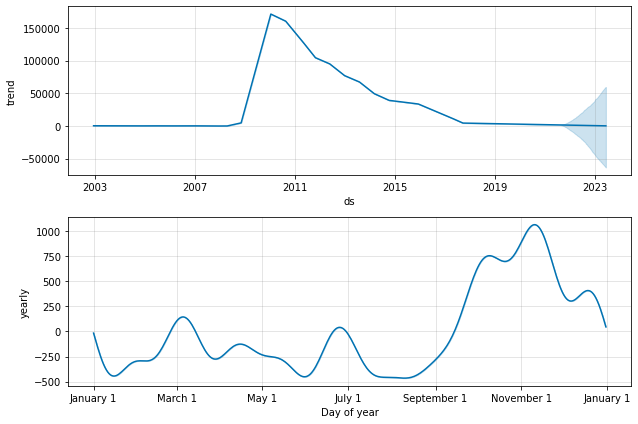 trend
150000
100000
50000
0
−50000
2003 2007 2011 2015 2019 2023
ds
yearly
1000
750
500
250
0
−250
−500
January 1 March 1 May 1 July 1 September 1 November 1 January 1
Day of year